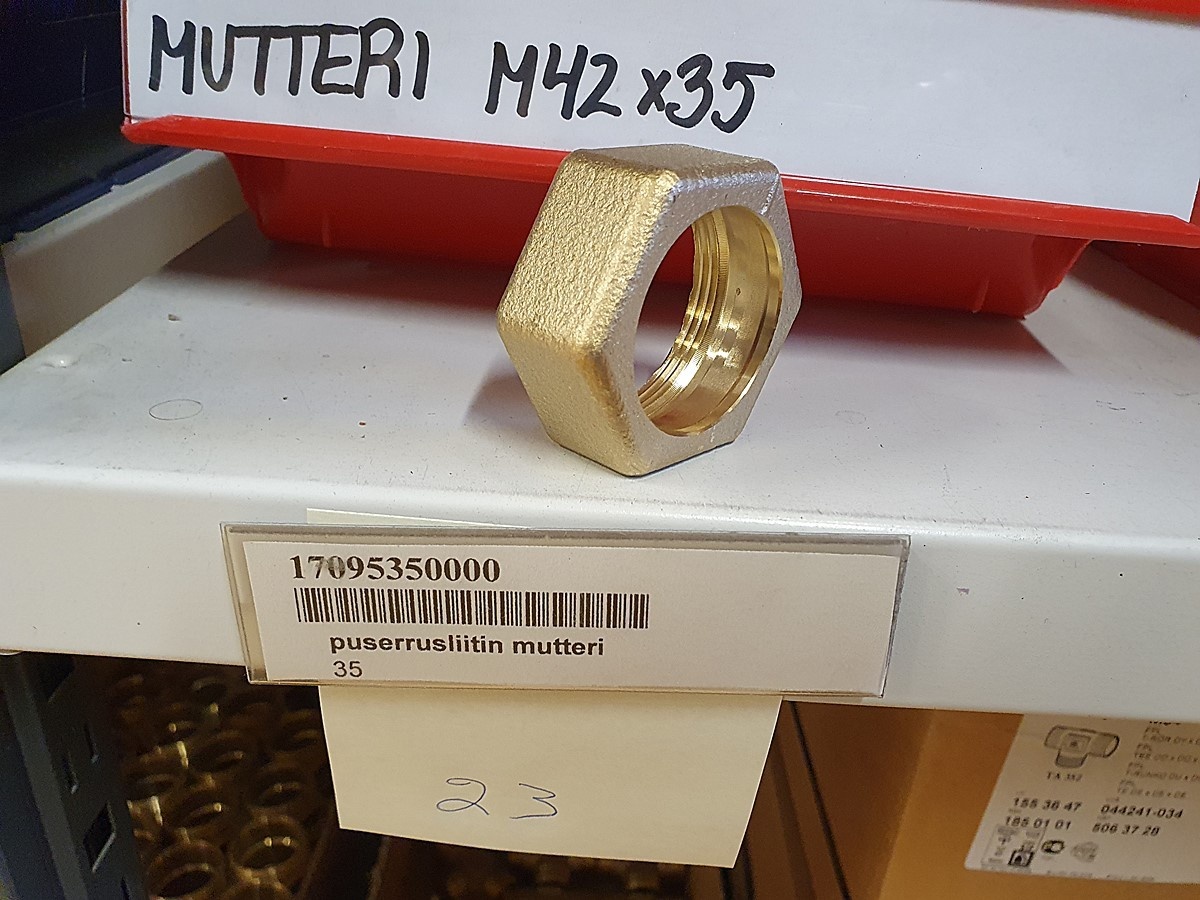 MUTTERI M42x35
17095350000
puserrusliitin mutteri
35
23
TA 352
155 36 47 044241-034
185 01 01 506 37 28